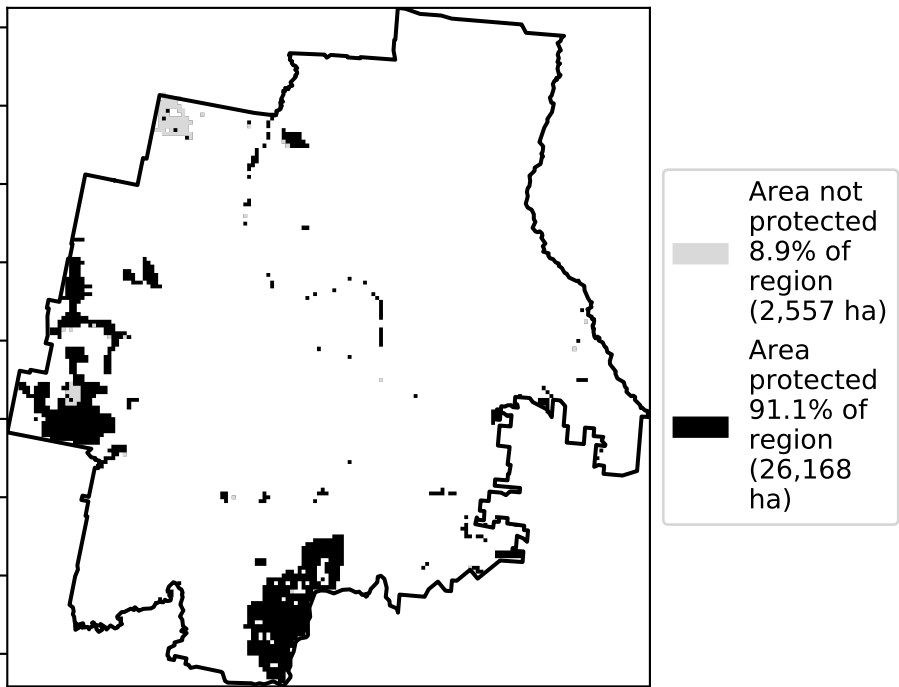 Area not
protected
8.9% of
region
(2,557 ha)
Area
protected
91.1% of
region
(26,168
ha)